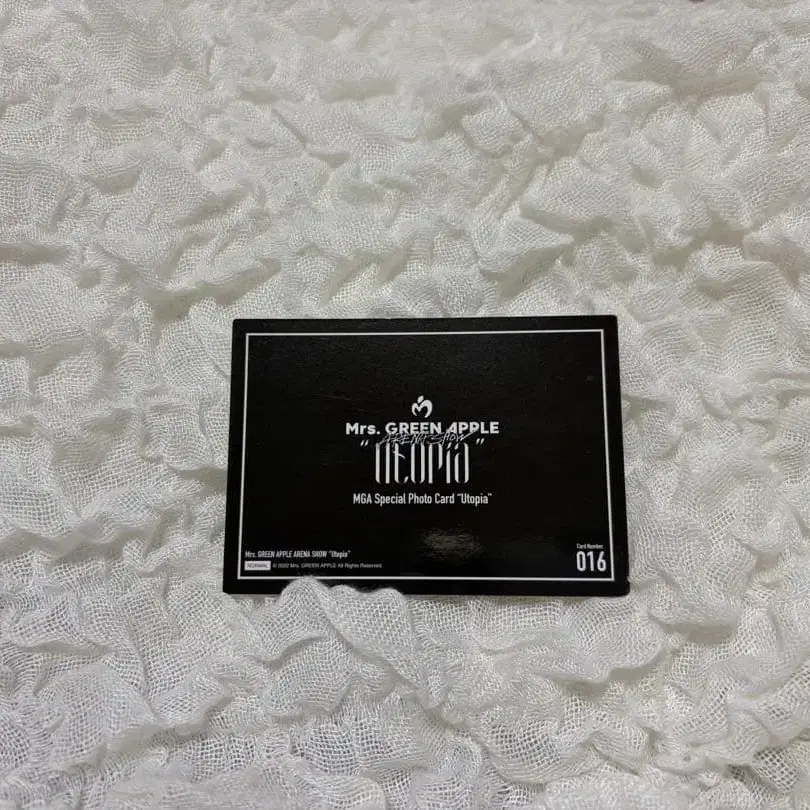 Mrs. GREEN APPLE
ARENA SHOW
"Utopia"
MGA Special Photo Card "Utopia"
Mrs. GREEN APPLE ARENA SHOW "Utopia"
NORMAL © 2022 Mrs. GREEN APPLE All Rights Reserved.
Card Number
016